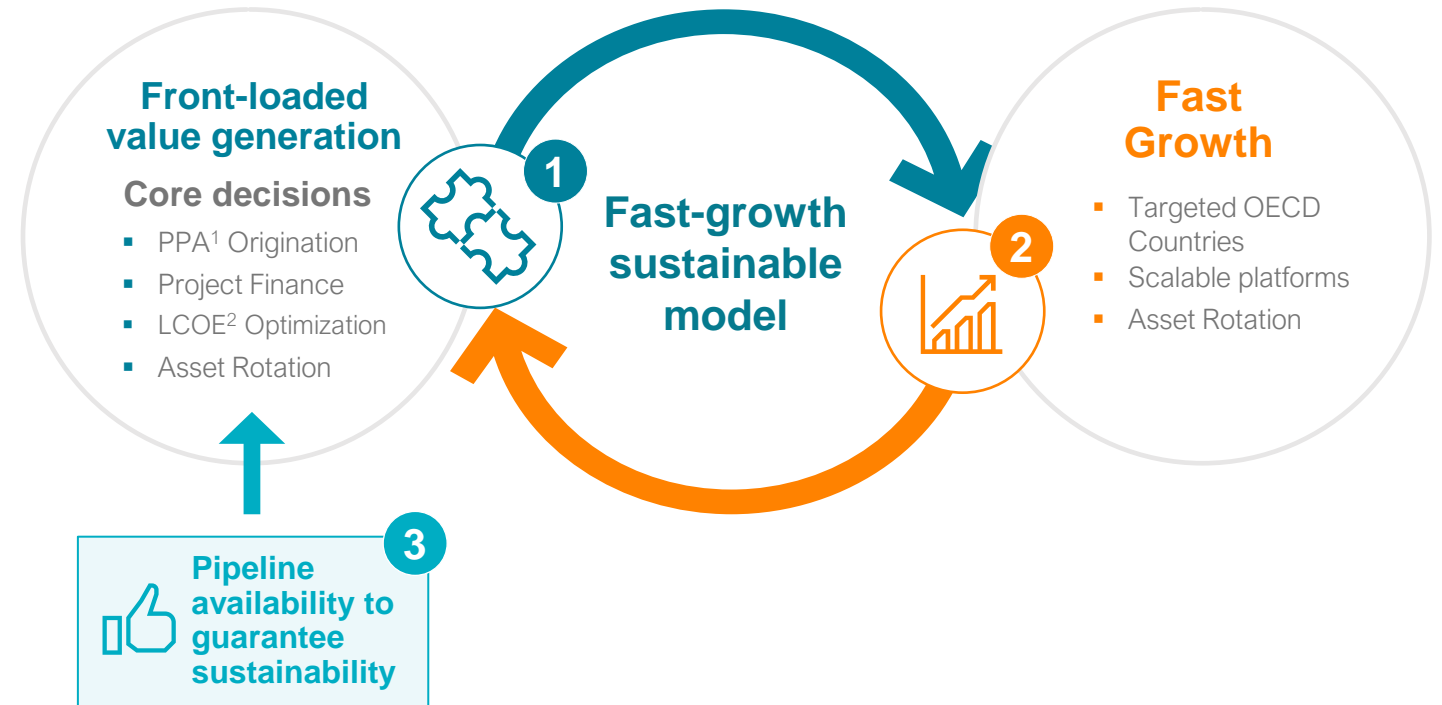 Front-loaded
value generation
Core decisions
▪ PPA¹ Origination
▪ Project Finance
▪ LCOE² Optimization
▪ Asset Rotation
1
Fast-growth
sustainable
model
2
Fast
Growth
▪ Targeted OECD
Countries
▪ Scalable platforms
▪ Asset Rotation
3
Pipeline
availability to
guarantee
sustainability